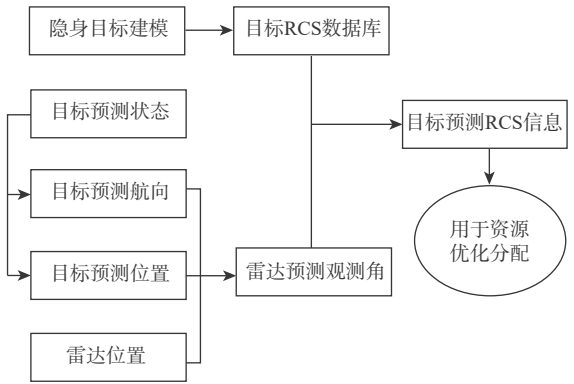 隐身目标建模
目标RCS数据库
目标预测状态
目标预测RCS信息
目标预测航向
用于资源
优化分配
目标预测位置
雷达预测观测角
雷达位置